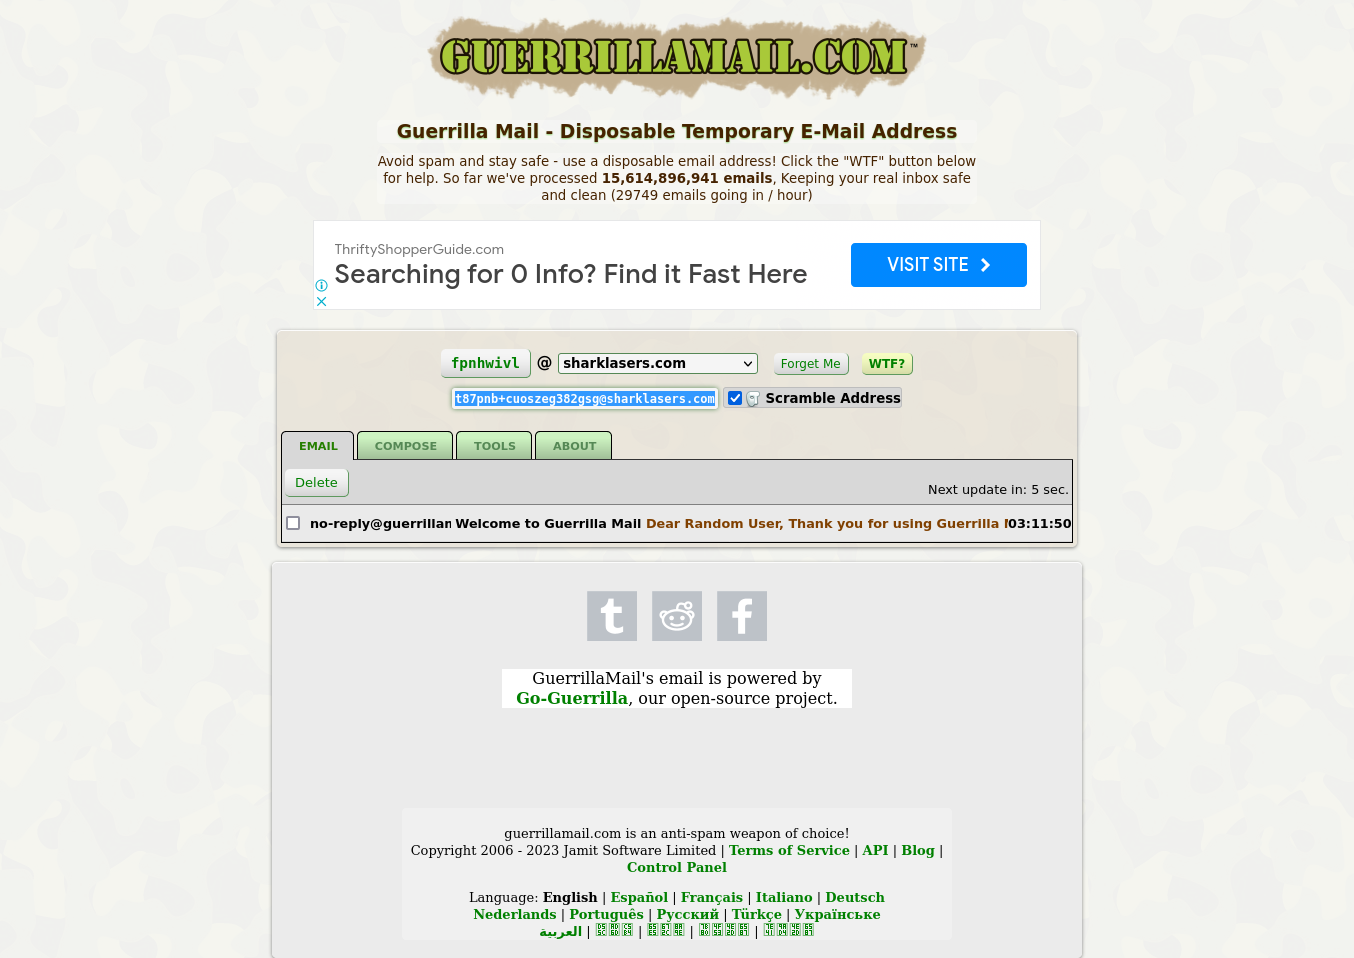 GUERRILLAMAIL.COM™
Guerrilla Mail - Disposable Temporary E-Mail Address
Avoid spam and stay safe - use a disposable email address! Click the "WTF" button below
for help. So far we've processed 15,614,896,941 emails, Keeping your real inbox safe
and clean (29749 emails going in / hour)
ThriftyShopperGuide.com
Searching for 0 Info? Find it Fast Here
VISIT SITE
fpnhwivl @ sharklasers.com Forget Me WTF?
t87pnb+cuoszeg382gsg@sharklasers.com Scramble Address
EMAIL COMPOSE TOOLS ABOUT
Delete
Next update in: 5 sec.
no-reply@guerrillam Welcome to Guerrilla Mail Dear Random User, Thank you for using Guerrilla 03:11:50
t f
GuerrillaMail's email is powered by
Go-Guerrilla, our open-source project.
guerrillamail.com is an anti-spam weapon of choice!
Copyright 2006 - 2023 Jamit Software Limited | Terms of Service | API | Blog |
Control Panel
Language: English | Español | Français | Italiano | Deutsch
Nederlands | Português | Русский | Türkçe | Українське
العربية | | | |